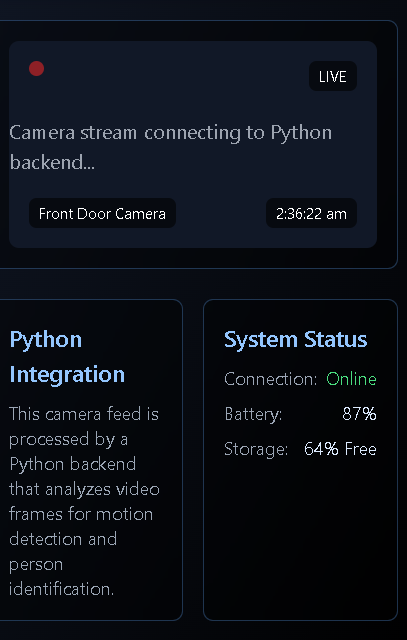 LIVE
Camera stream connecting to Python
backend...
Front Door Camera
2:36:22 am
Python
Integration
This camera feed is
processed by a
Python backend
that analyzes video
frames for motion
detection and
person
identification.
System Status
Connection: Online
Battery: 87%
Storage: 64% Free